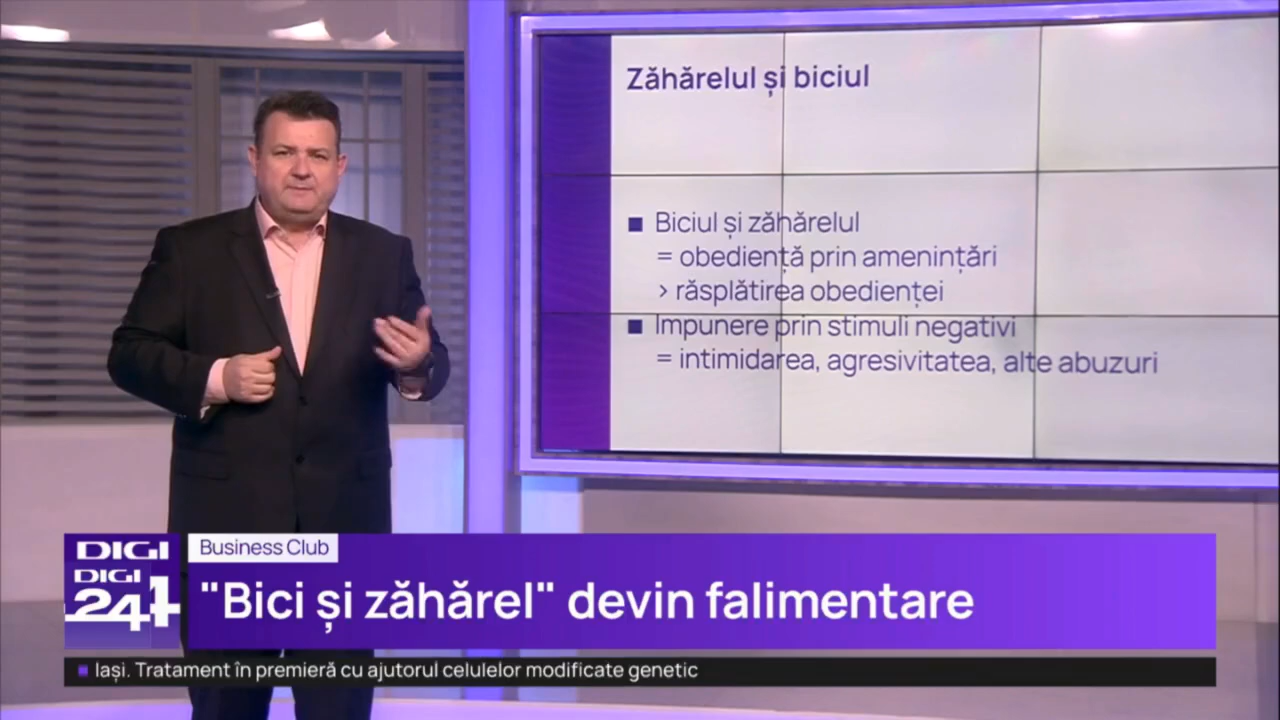 Zăhărelul și biciul
■ Biciul și zăhărelul
= obediență prin amenințări
> răsplătirea obedienței
■ Impunere prin stimuli negativi
= intimidarea, agresivitatea, alte abuzuri
Business Club
DIGI
DIGI
24
"Bici și zăhărel" devin falimentare
Iași. Tratament în premieră cu ajutorul celulelor modificate genetic